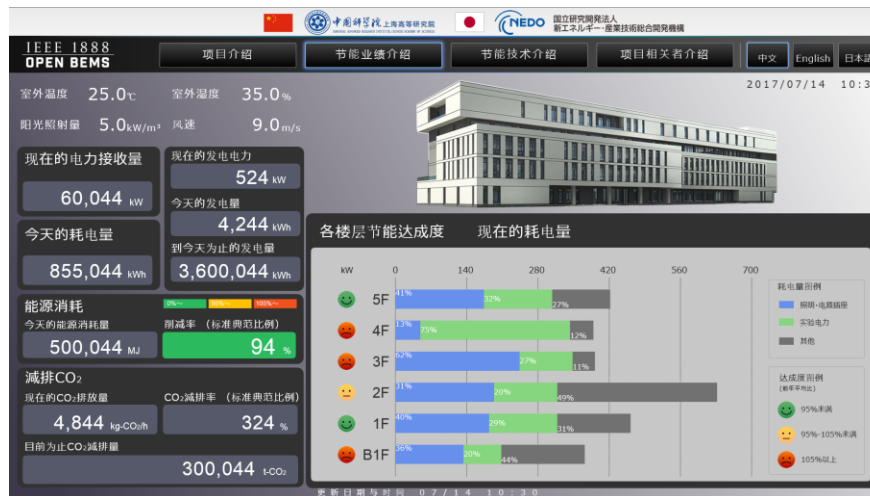 中国科学院上海高等研究院
NEDO 国立研究開発法人
新エネルギー・産業技術総合開発機構
IEEE 1888
OPEN BEMS
项目介绍
节能业绩介绍
节能技术介绍
项目相关者介绍
中文
English
日本語
2017/07/14 10:3
室外温度 25.0℃ 室外湿度 35.0%
阳光照射量 5.0kW/m² 风速 9.0m/s
现在的电力接收量
60,044 kW
今天的耗电量
855,044 kWh
现在的发电电力
524 kW
今天的发电量
4,244 kWh
到今天为止的发电量
3,600,044 kWh
能源消耗
0%～ 90%～ 100%～
今天的能源消耗量
500,044 MJ
削减率 (标准典范比例)
94 %
减排CO₂
现在的CO₂排放量
4,844 kg-CO₂/h
CO₂减排率 (标准典范比例)
324 %
目前为止CO₂减排量
300,044 t-CO₂
各楼层节能达成度 现在的耗电量
kW 0 140 280 420 560 700
5F 41% 32% 27%
4F 13% 75% 12%
3F 62% 27% 11%
2F 31% 20% 49%
1F 40% 29% 31%
B1F 36% 20% 44%
耗电量图例
照明·电源插座
实验电力
其他
达成度图例
(前年平均比)
95%未満
95%-105%未満
105%以上
更新日期与时间 07/14 10:30